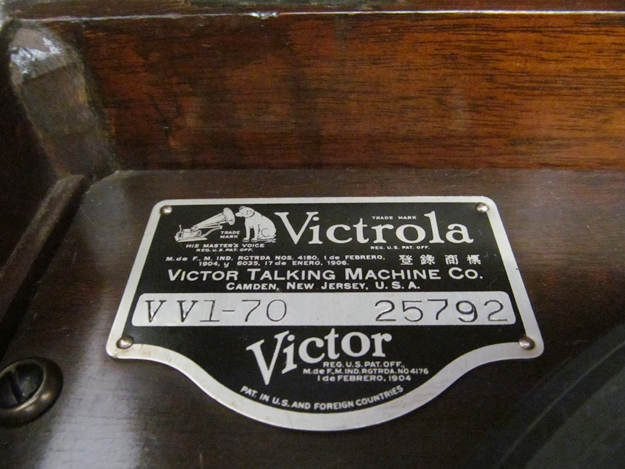 TRADE MARK
Victrola
REG. U.S. PAT. OFF.
TRADE MARK
HIS MASTER'S VOICE
REG. U.S. PAT. OFF.
M. de F. M. IND. RGTRDA NOS. 4180, 1 de FEBRERO,
1904, y 6035, 17 de ENERO, 1906.
標商錄登
VICTOR TALKING MACHINE CO.
CAMDEN, NEW JERSEY, U.S.A.
VV1-70 25792
Victor
REG. U.S. PAT. OFF.
M. de F. M. IND. RGTRDA. NO 4176
1 de FEBRERO, 1904
PAT. IN U.S. AND FOREIGN COUNTRIES